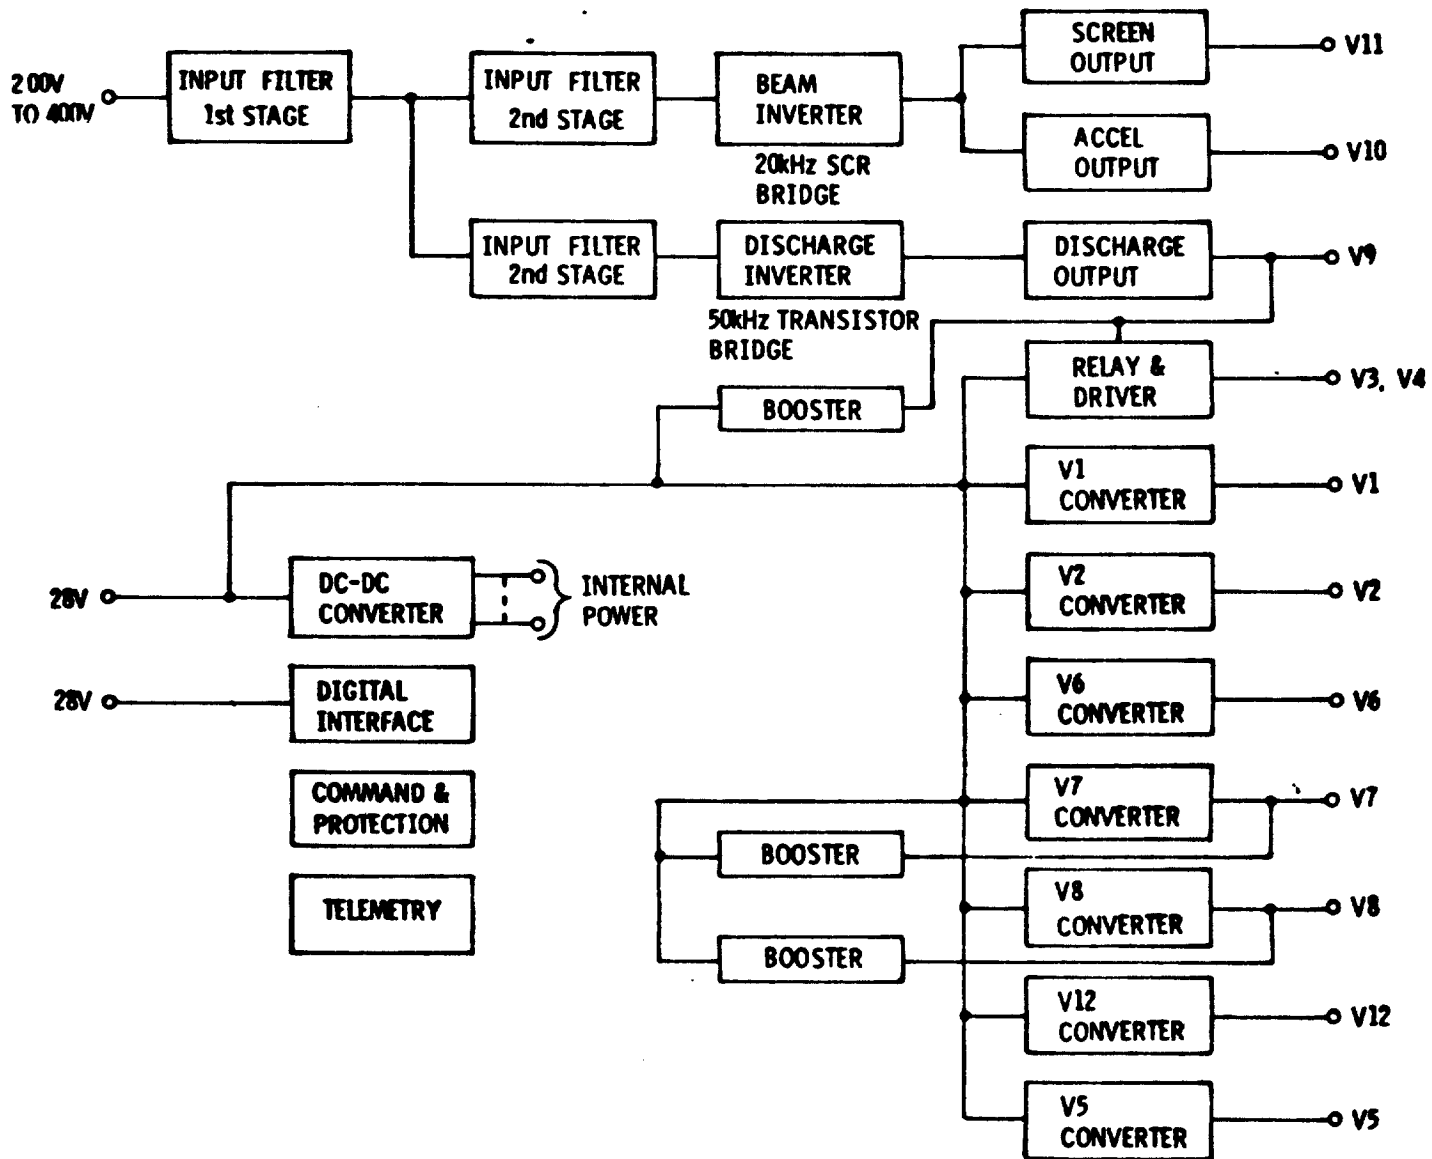 SCREEN
OUTPUT
V11
200V
TO 400V
INPUT FILTER
1st STAGE
INPUT FILTER
2nd STAGE
BEAM
INVERTER
20kHz SCR
BRIDGE
ACCEL
OUTPUT
V10
INPUT FILTER
2nd STAGE
DISCHARGE
INVERTER
50kHz TRANSISTOR
BRIDGE
DISCHARGE
OUTPUT
V9
RELAY &
DRIVER
V3, V4
BOOSTER
V1
CONVERTER
V1
28V
DC-DC
CONVERTER
INTERNAL
POWER
V2
CONVERTER
V2
28V
DIGITAL
INTERFACE
V6
CONVERTER
V6
COMMAND &
PROTECTION
V7
CONVERTER
V7
BOOSTER
TELEMETRY
V8
CONVERTER
V8
BOOSTER
V12
CONVERTER
V12
V5
CONVERTER
V5